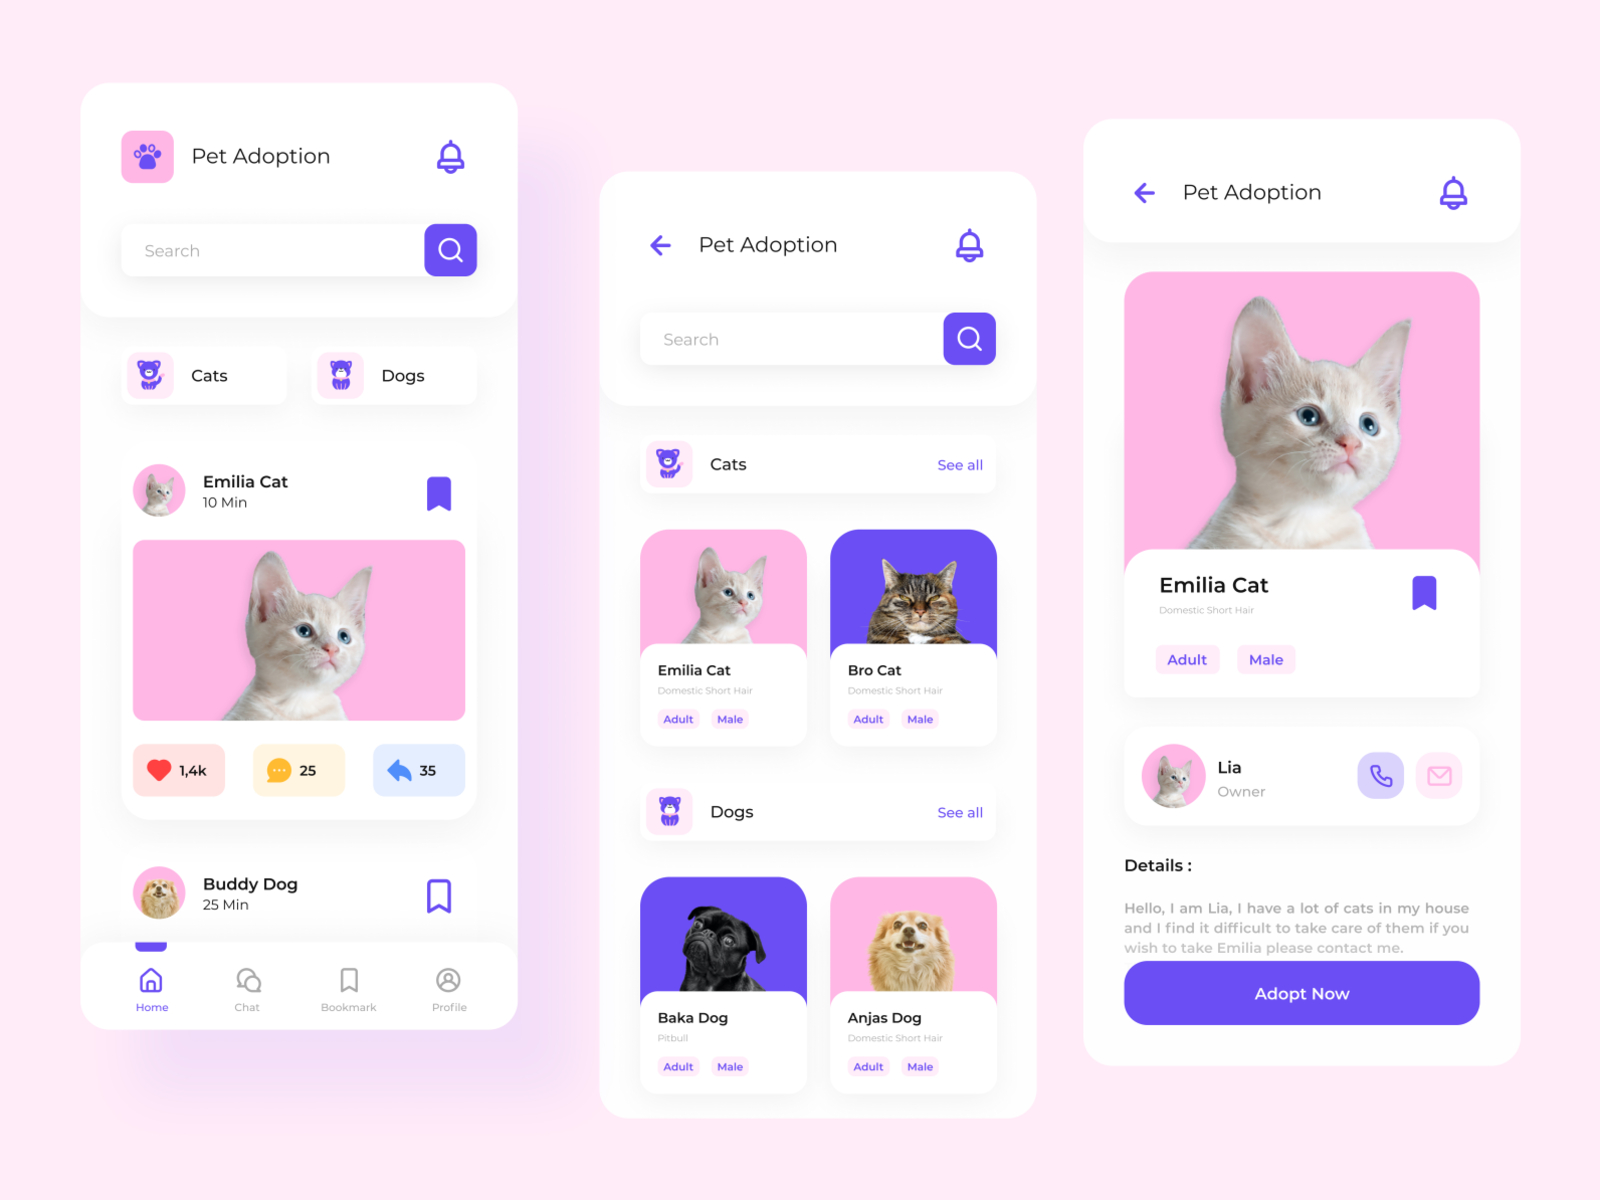 Pet Adoption
Search
Cats
Dogs
Emilia Cat
10 Min
1,4k
25
35
Buddy Dog
25 Min
Home
Chat
Bookmark
Profile
Pet Adoption
Search
Cats
See all
Emilia Cat
Domestic Short Hair
Adult
Male
Bro Cat
Domestic Short Hair
Adult
Male
Dogs
See all
Baka Dog
Pitbull
Adult
Male
Anjas Dog
Domestic Short Hair
Adult
Male
Pet Adoption
Emilia Cat
Domestic Short Hair
Adult
Male
Lia
Owner
Details :
Hello, I am Lia, I have a lot of cats in my house
and I find it difficult to take care of them if you
wish to take Emilia please contact me.
Adopt Now